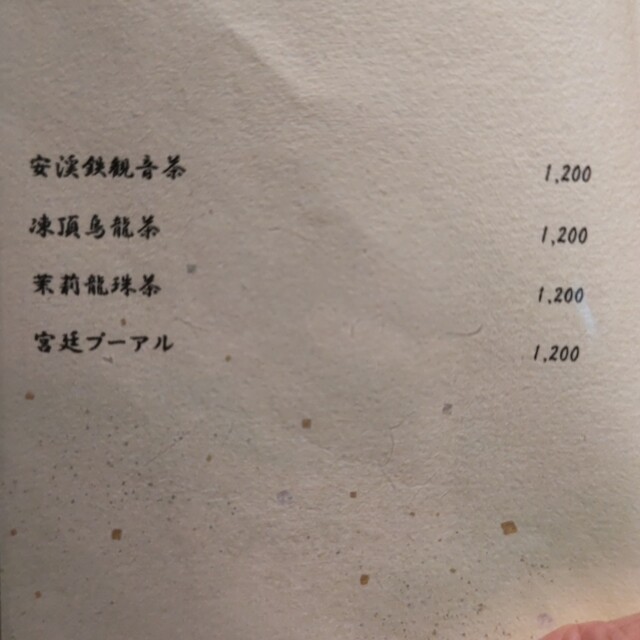 安渓鉄観音茶 1,200
凍頂烏龍茶 1,200
茉莉龍珠茶 1,200
宮廷プーアル 1,200